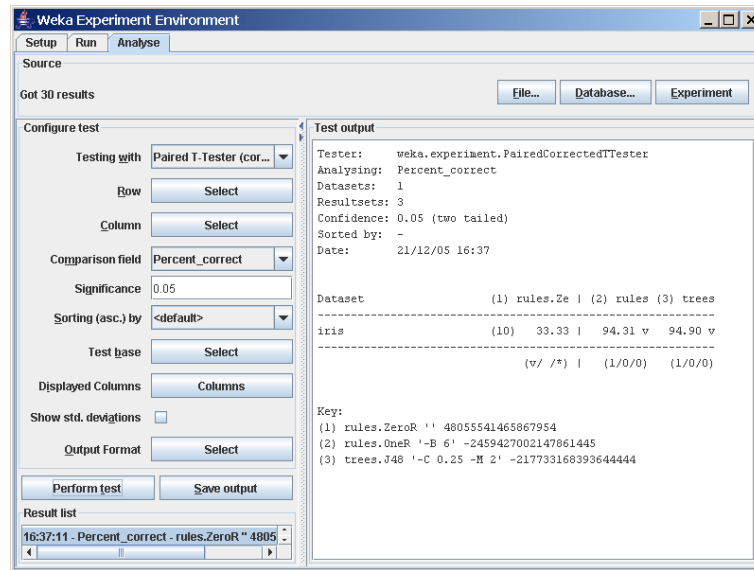 Weka Experiment Environment
Setup Run Analyse
Source
Got 30 results
File... Database... Experiment
Configure test
Testing with Paired T-Tester (cor...
Row Select
Column Select
Comparison field Percent_correct
Significance 0.05
Sorting (asc.) by <default>
Test base Select
Displayed Columns Columns
Show std. deviations
Output Format Select
Perform test Save output
Result list
16:37:11 - Percent_correct - rules.ZeroR '' 4805
Test output
Tester: weka.experiment.PairedCorrectedTTester
Analysing: Percent_correct
Datasets: 1
Resultsets: 3
Confidence: 0.05 (two tailed)
Sorted by: -
Date: 21/12/05 16:37
Dataset (1) rules.Ze | (2) rules (3) trees
--------------------------------------------------------------
iris (10) 33.33 | 94.31 v 94.90 v
--------------------------------------------------------------
(v/ /*) | (1/0/0) (1/0/0)
Key:
(1) rules.ZeroR '' 48055541465867954
(2) rules.OneR '-B 6' -2459427002147861445
(3) trees.J48 '-C 0.25 -M 2' -217733168393644444